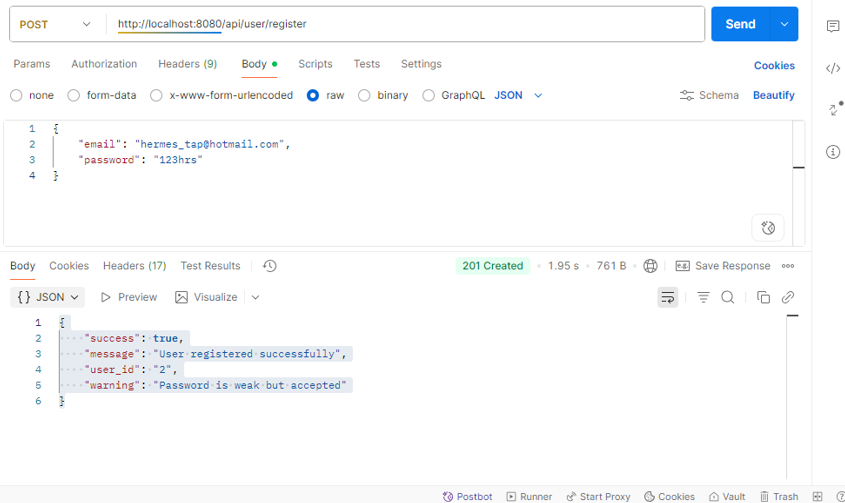 POST http://localhost:8080/api/user/register Send
Params Authorization Headers (9) Body Scripts Tests Settings Cookies
none form-data x-www-form-urlencoded raw binary GraphQL JSON Schema Beautify
1 {
2 "email": "hermes_tap@hotmail.com",
3 "password": "123hrs"
4 }
Body Cookies Headers (17) Test Results 201 Created • 1.95 s • 761 B • e.g. Save Response
{} JSON Preview Visualize
1 {
2 "success": true,
3 "message": "User registered successfully",
4 "user_id": "2",
5 "warning": "Password is weak but accepted"
6 }
Postbot Runner Start Proxy Cookies Vault Trash